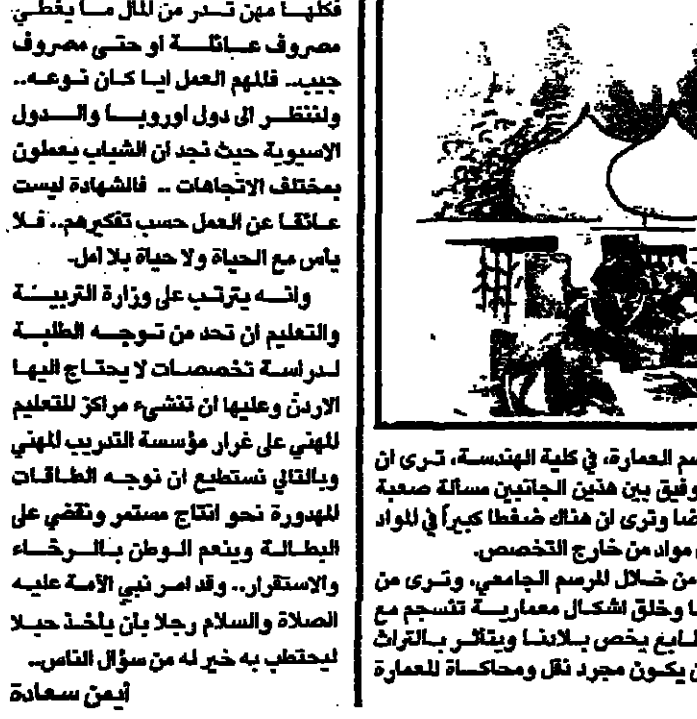 فكلها مهن تدر من المال ما يغطي
مصروف عائلة او حتى مصروف
جيب.. فالمهم العمل ايا كان نوعه..
ولننظر الى دول اوروبا والدول
الاسيوية حيث نجد ان الشباب يعملون
بمختلف الاتجاهات .. فالشهادة ليست
عائقا عن العمل حسب تفكيرهم.. فلا
يأس مع الحياة ولا حياة بلا أمل.
وانه يترتب على وزارة التربية
والتعليم ان تحد من توجه الطلبة
لدراسة تخصصات لا يحتاج اليها
الاردن وعليها ان تنشيء مراكز للتعليم
المهني على غرار مؤسسة التدريب المهني
وبالتالي نستطيع ان نوجه الطاقات
المهدورة نحو انتاج مستمر ونقضي على
البطالة وينعم الوطن بالرخاء
والاستقرار.. وقد امر نبي الأمة عليه
الصلاة والسلام رجلا بأن يأخذ حبلا
ليحتطب به خير له من سؤال الناس..
أيمن سعادة
العمارة، في كلية الهندسة، ترى ان
بين هذين الجانبين مسألة صعبة
وترى ان هناك ضغطا كبيراً في المواد
مواد من خارج التخصص.
من خلال المرسم الجامعي، وترى من
وخلق اشكال معمارية تنسجم مع
يخص بلادنا ويتأثر بالتراث
يكون مجرد نقل ومحاكاة للعمارة